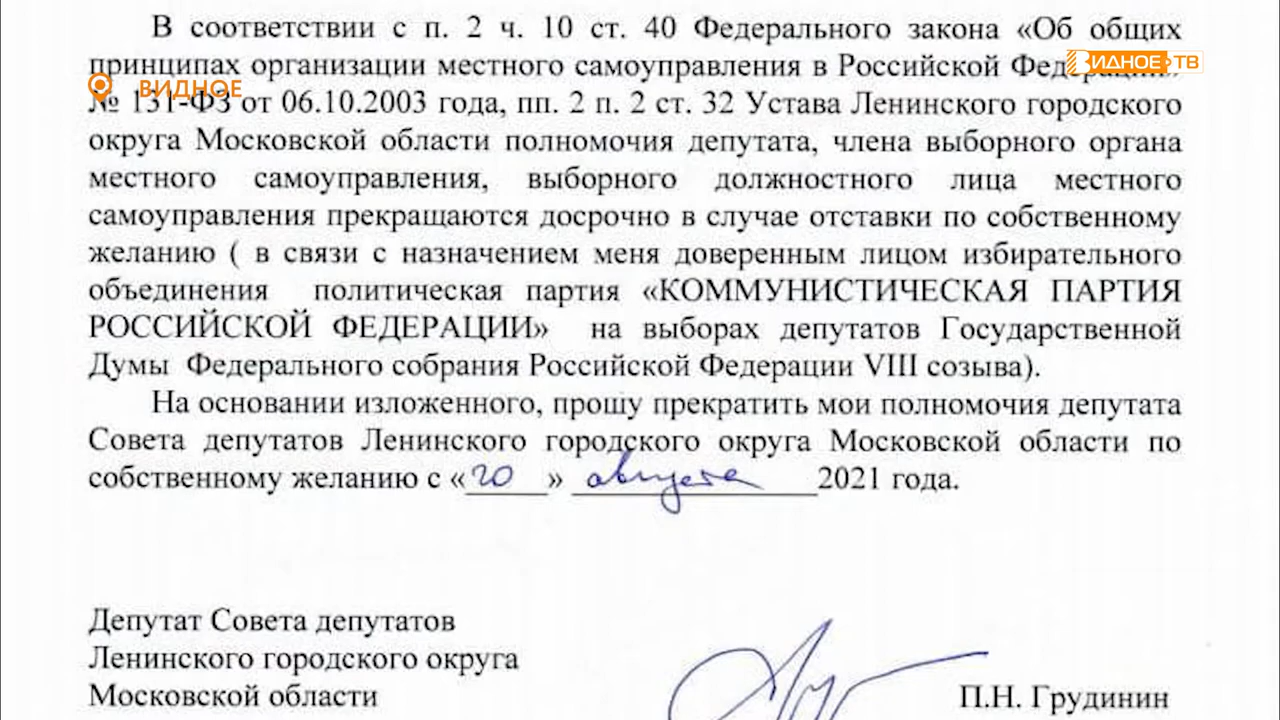 В соответствии с п. 2 ч. 10 ст. 40 Федерального закона «Об общих
принципах организации местного самоуправления в Российской Федерации»
ВИДНОЕ
ВИДНОЕ ТВ
№ 131-ФЗ от 06.10.2003 года, пп. 2 п. 2 ст. 32 Устава Ленинского городского
округа Московской области полномочия депутата, члена выборного органа
местного самоуправления, выборного должностного лица местного
самоуправления прекращаются досрочно в случае отставки по собственному
желанию ( в связи с назначением меня доверенным лицом избирательного
объединения политическая партия «КОММУНИСТИЧЕСКАЯ ПАРТИЯ
РОССИЙСКОЙ ФЕДЕРАЦИИ» на выборах депутатов Государственной
Думы Федерального собрания Российской Федерации VIII созыва).
На основании изложенного, прошу прекратить мои полномочия депутата
Совета депутатов Ленинского городского округа Московской области по
собственному желанию с «20» августа 2021 года.
Депутат Совета депутатов
Ленинского городского округа
Московской области
П.Н. Грудинин